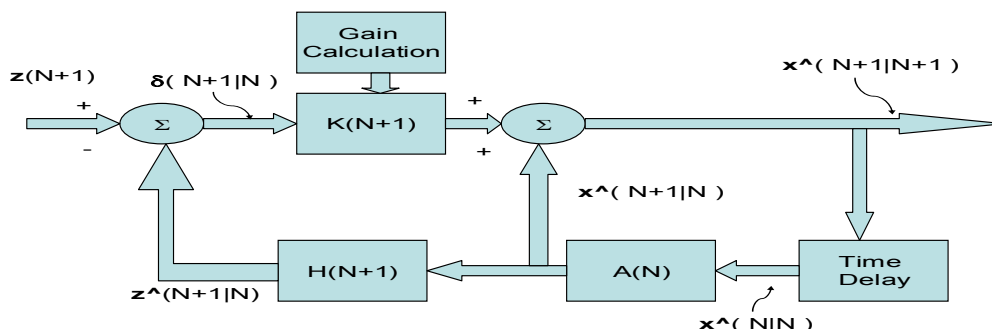 Gain
Calculation
z(N+1)
δ( N+1|N )
x^( N+1|N+1 )
+
-
Σ
K(N+1)
+
+
Σ
x^( N+1|N )
H(N+1)
A(N)
Time
Delay
z^(N+1|N)
x^( N|N )